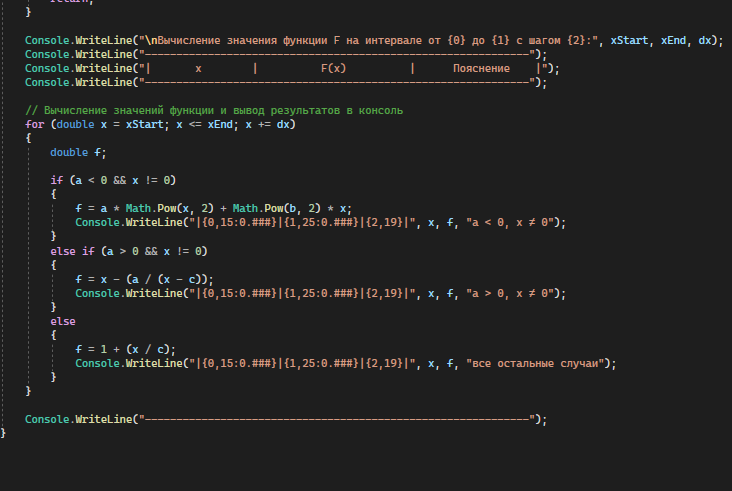 return;
}
Console.WriteLine("\nВычисление значения функции F на интервале от {0} до {1} с шагом {2}:", xStart, xEnd, dx);
Console.WriteLine("-------------------------------------------------------------");
Console.WriteLine("|       x        |          F(x)          |      Пояснение    |");
Console.WriteLine("-------------------------------------------------------------");
// Вычисление значений функции и вывод результатов в консоль
for (double x = xStart; x <= xEnd; x += dx)
{
double f;
if (a < 0 && x != 0)
{
f = a * Math.Pow(x, 2) + Math.Pow(b, 2) * x;
Console.WriteLine("|{0,15:0.###}|{1,25:0.###}|{2,19}|", x, f, "a < 0, x ≠ 0");
}
else if (a > 0 && x != 0)
{
f = x - (a / (x - c));
Console.WriteLine("|{0,15:0.###}|{1,25:0.###}|{2,19}|", x, f, "a > 0, x ≠ 0");
}
else
{
f = 1 + (x / c);
Console.WriteLine("|{0,15:0.###}|{1,25:0.###}|{2,19}|", x, f, "все остальные случаи");
}
}
Console.WriteLine("-------------------------------------------------------------");
}